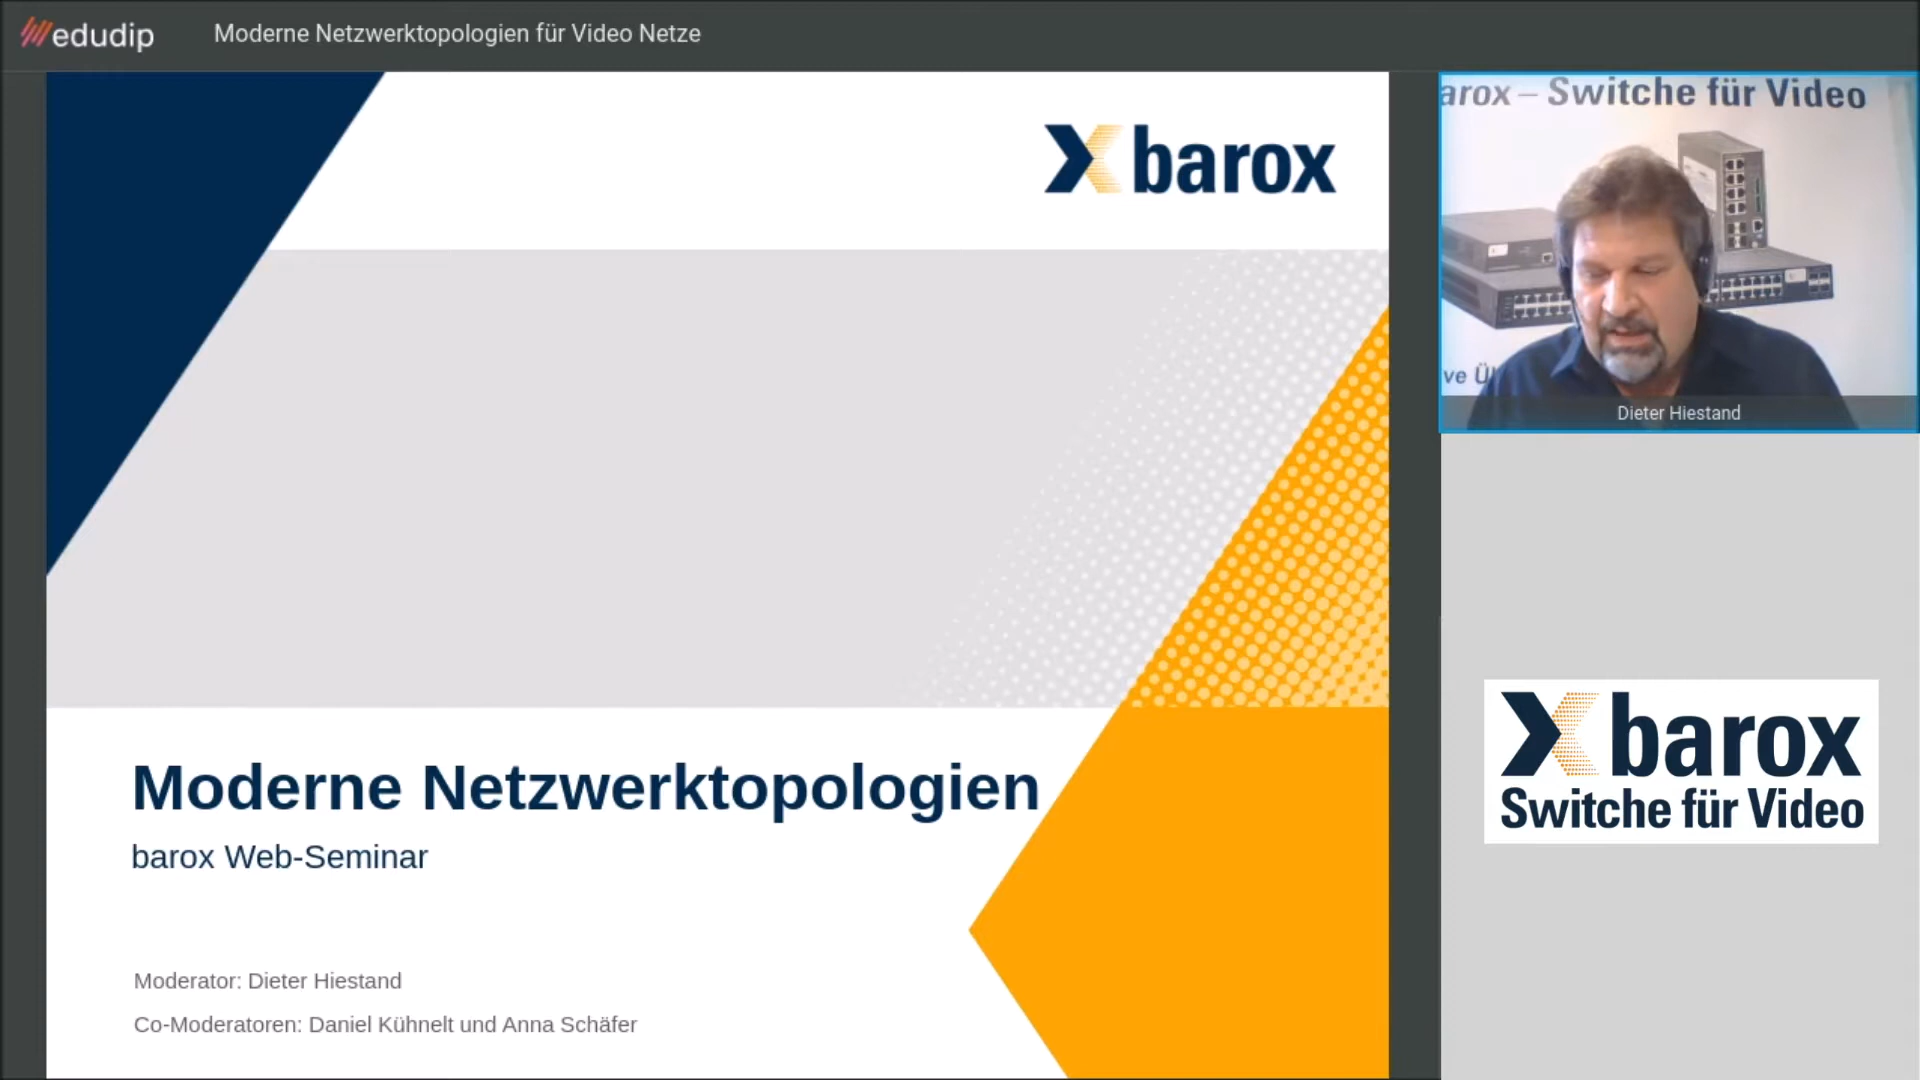 edudip
Moderne Netzwerktopologien für Video Netze
barox
Moderne Netzwerktopologien
barox Web-Seminar
Moderator: Dieter Hiestand
Co-Moderatoren: Daniel Kühnelt und Anna Schäfer
arox – Switche für Video
ve
Dieter Hiestand
barox
Switche für Video